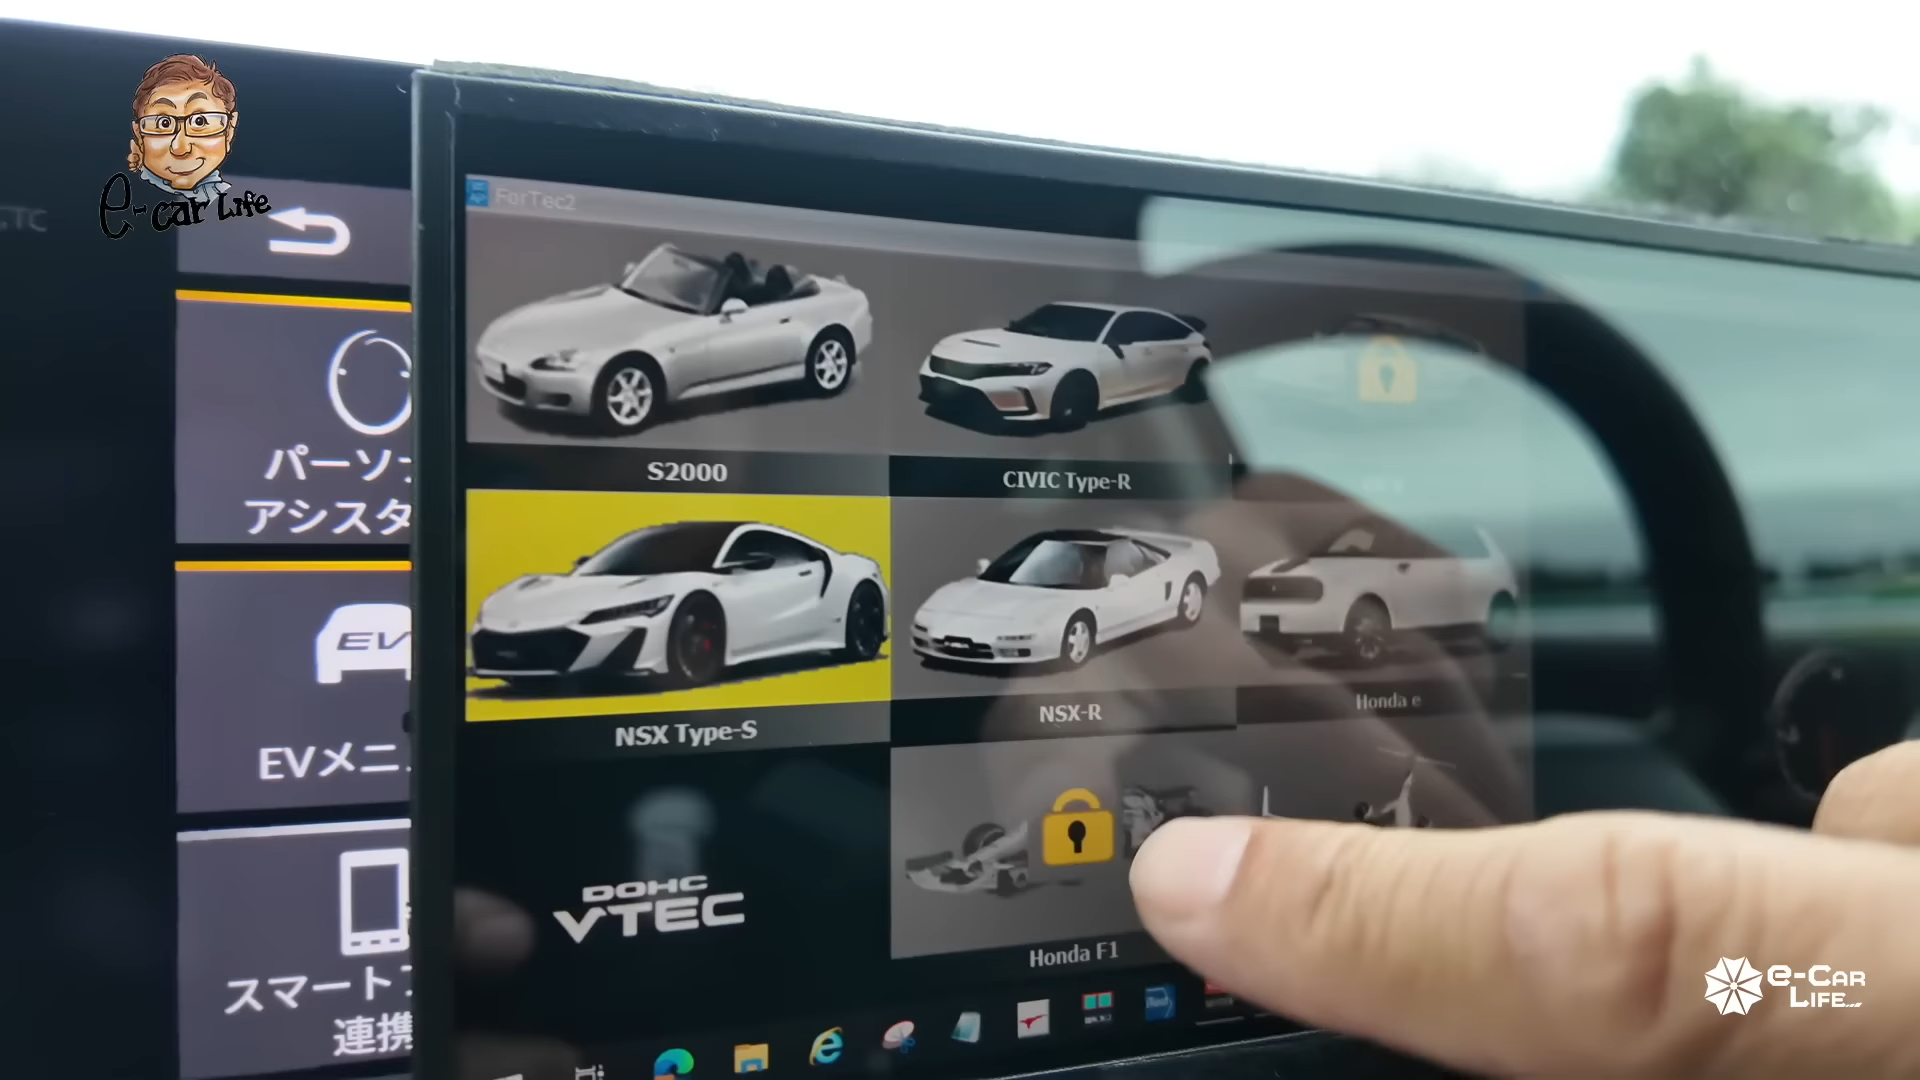 e-car Life
FarTec2
パーソ
アシスタ
EV
EVメニ
スマート
連携
S2000
CIVIC Type-R
NSX Type-S
NSX-R
Honda e
DOHC
VTEC
Honda F1
e-Car
Life...